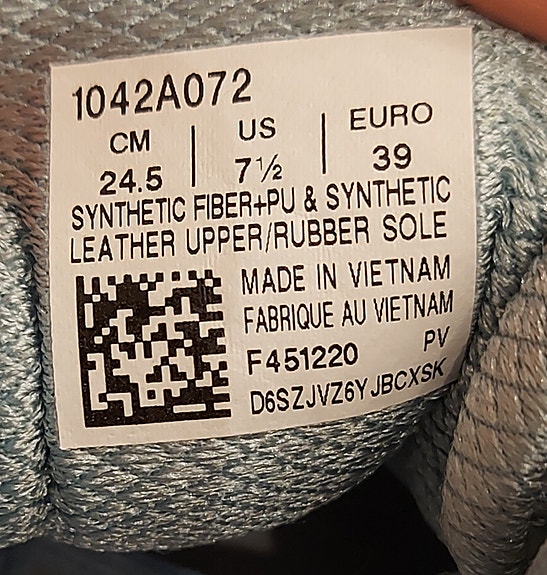 1042A072
CM | US | EURO
24.5 | 7½ | 39
SYNTHETIC FIBER+PU & SYNTHETIC
LEATHER UPPER/RUBBER SOLE
MADE IN VIETNAM
FABRIQUE AU VIETNAM
F451220 PV
D6SZJVZ6YJBCXSK